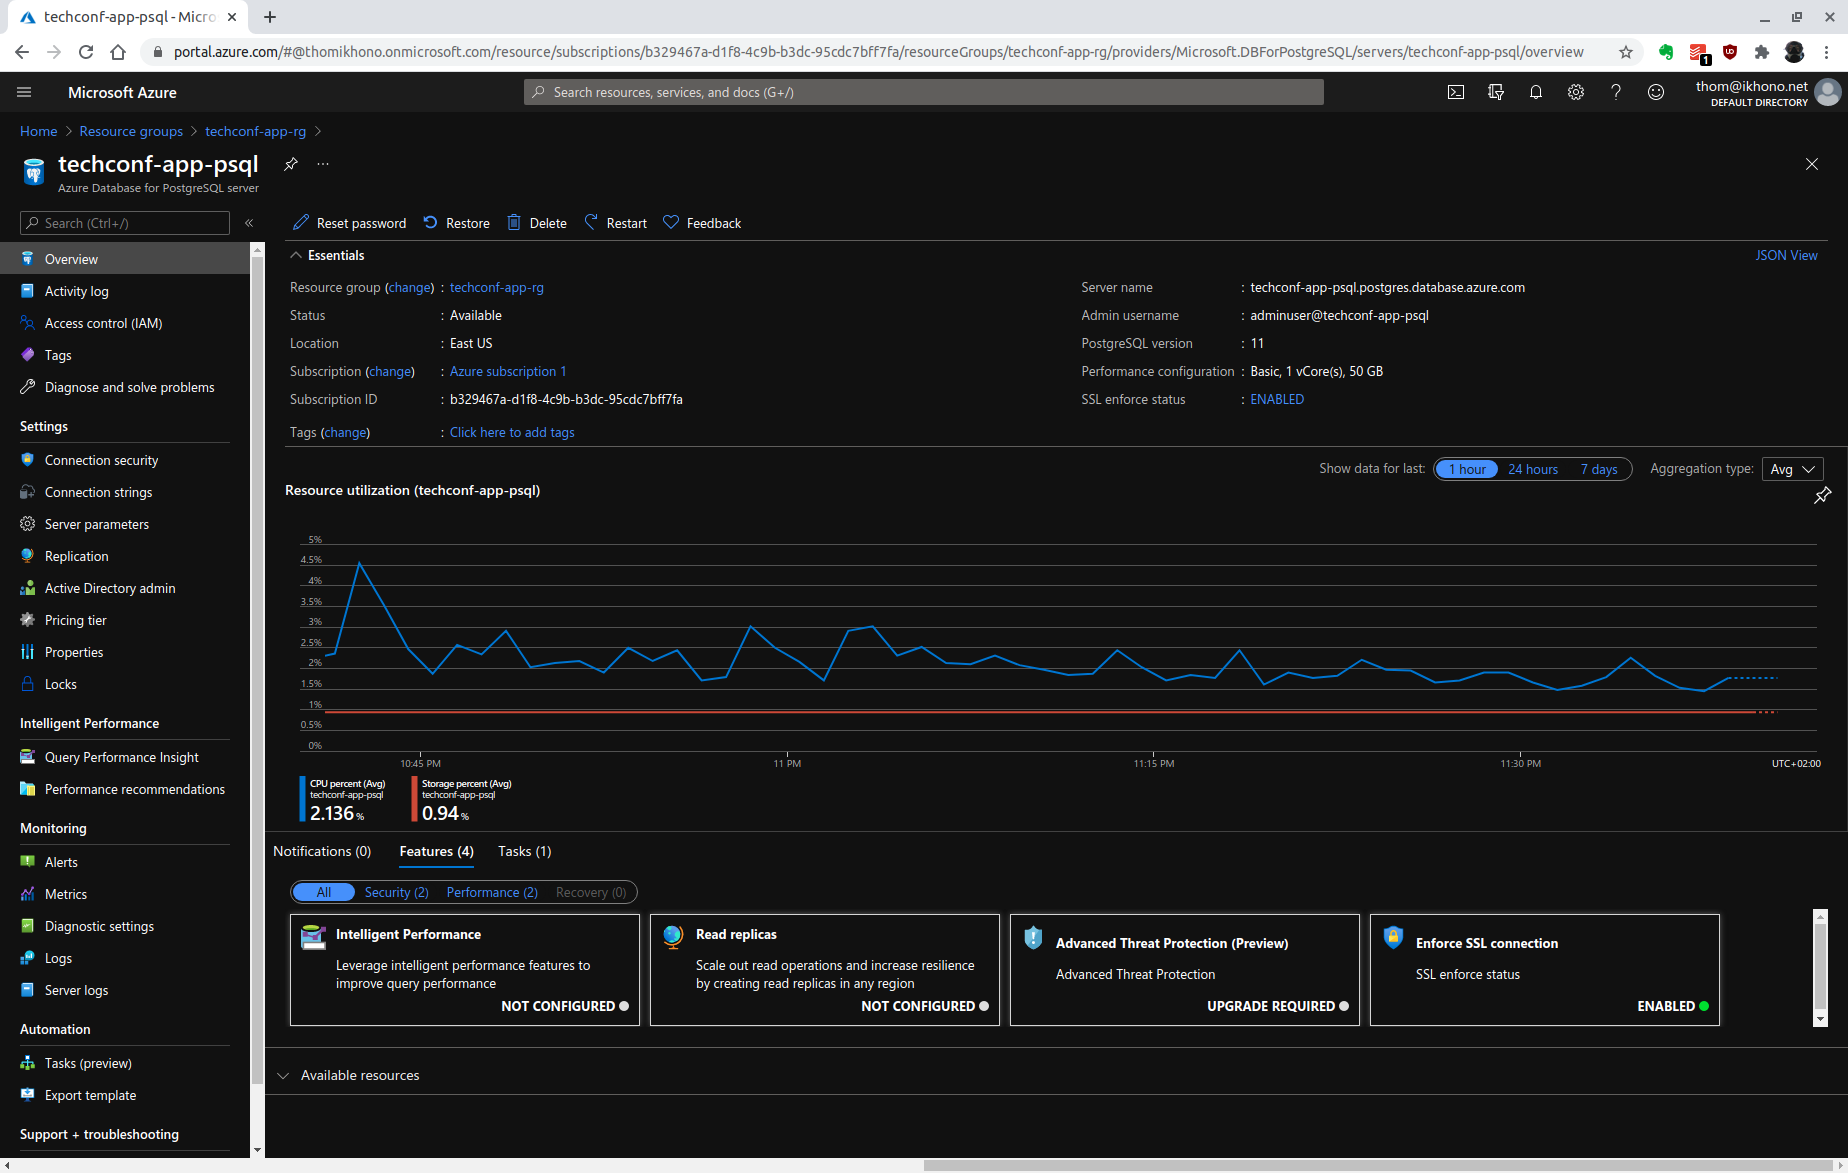 techconf-app-psql - Micro
portal.azure.com/#@thomikhono.onmicrosoft.com/resource/subscriptions/b329467a-d1f8-4c9b-b3dc-95cdc7bff7fa/resourceGroups/techconf-app-rg/providers/Microsoft.DBForPostgreSQL/servers/techconf-app-psql/overview
1
Microsoft Azure
Search resources, services, and docs (G+/)
thom@ikhono.net
DEFAULT DIRECTORY
Home > Resource groups > techconf-app-rg >
techconf-app-psql
Azure Database for PostgreSQL server
Search (Ctrl+/)
Overview
Activity log
Access control (IAM)
Tags
Diagnose and solve problems
Settings
Connection security
Connection strings
Server parameters
Replication
Active Directory admin
Pricing tier
Properties
Locks
Intelligent Performance
Query Performance Insight
Performance recommendations
Monitoring
Alerts
Metrics
Diagnostic settings
Logs
Server logs
Automation
Tasks (preview)
Export template
Support + troubleshooting
Reset password Restore Delete Restart Feedback
Essentials
JSON View
Resource group (change) : techconf-app-rg
Status : Available
Location : East US
Subscription (change) : Azure subscription 1
Subscription ID : b329467a-d1f8-4c9b-b3dc-95cdc7bff7fa
Tags (change) : Click here to add tags
Server name : techconf-app-psql.postgres.database.azure.com
Admin username : adminuser@techconf-app-psql
PostgreSQL version : 11
Performance configuration : Basic, 1 vCore(s), 50 GB
SSL enforce status : ENABLED
Show data for last: 1 hour 24 hours 7 days Aggregation type: Avg
Resource utilization (techconf-app-psql)
5%
4.5%
4%
3.5%
3%
2.5%
2%
1.5%
1%
0.5%
0%
10:45 PM 11 PM 11:15 PM 11:30 PM UTC+02:00
CPU percent (Avg)
techconf-app-psql
2.136 %
Storage percent (Avg)
techconf-app-psql
0.94 %
Notifications (0) Features (4) Tasks (1)
All Security (2) Performance (2) Recovery (0)
Intelligent Performance
Leverage intelligent performance features to
improve query performance
NOT CONFIGURED
Read replicas
Scale out read operations and increase resilience
by creating read replicas in any region
NOT CONFIGURED
Advanced Threat Protection (Preview)
Advanced Threat Protection
UPGRADE REQUIRED
Enforce SSL connection
SSL enforce status
ENABLED
Available resources